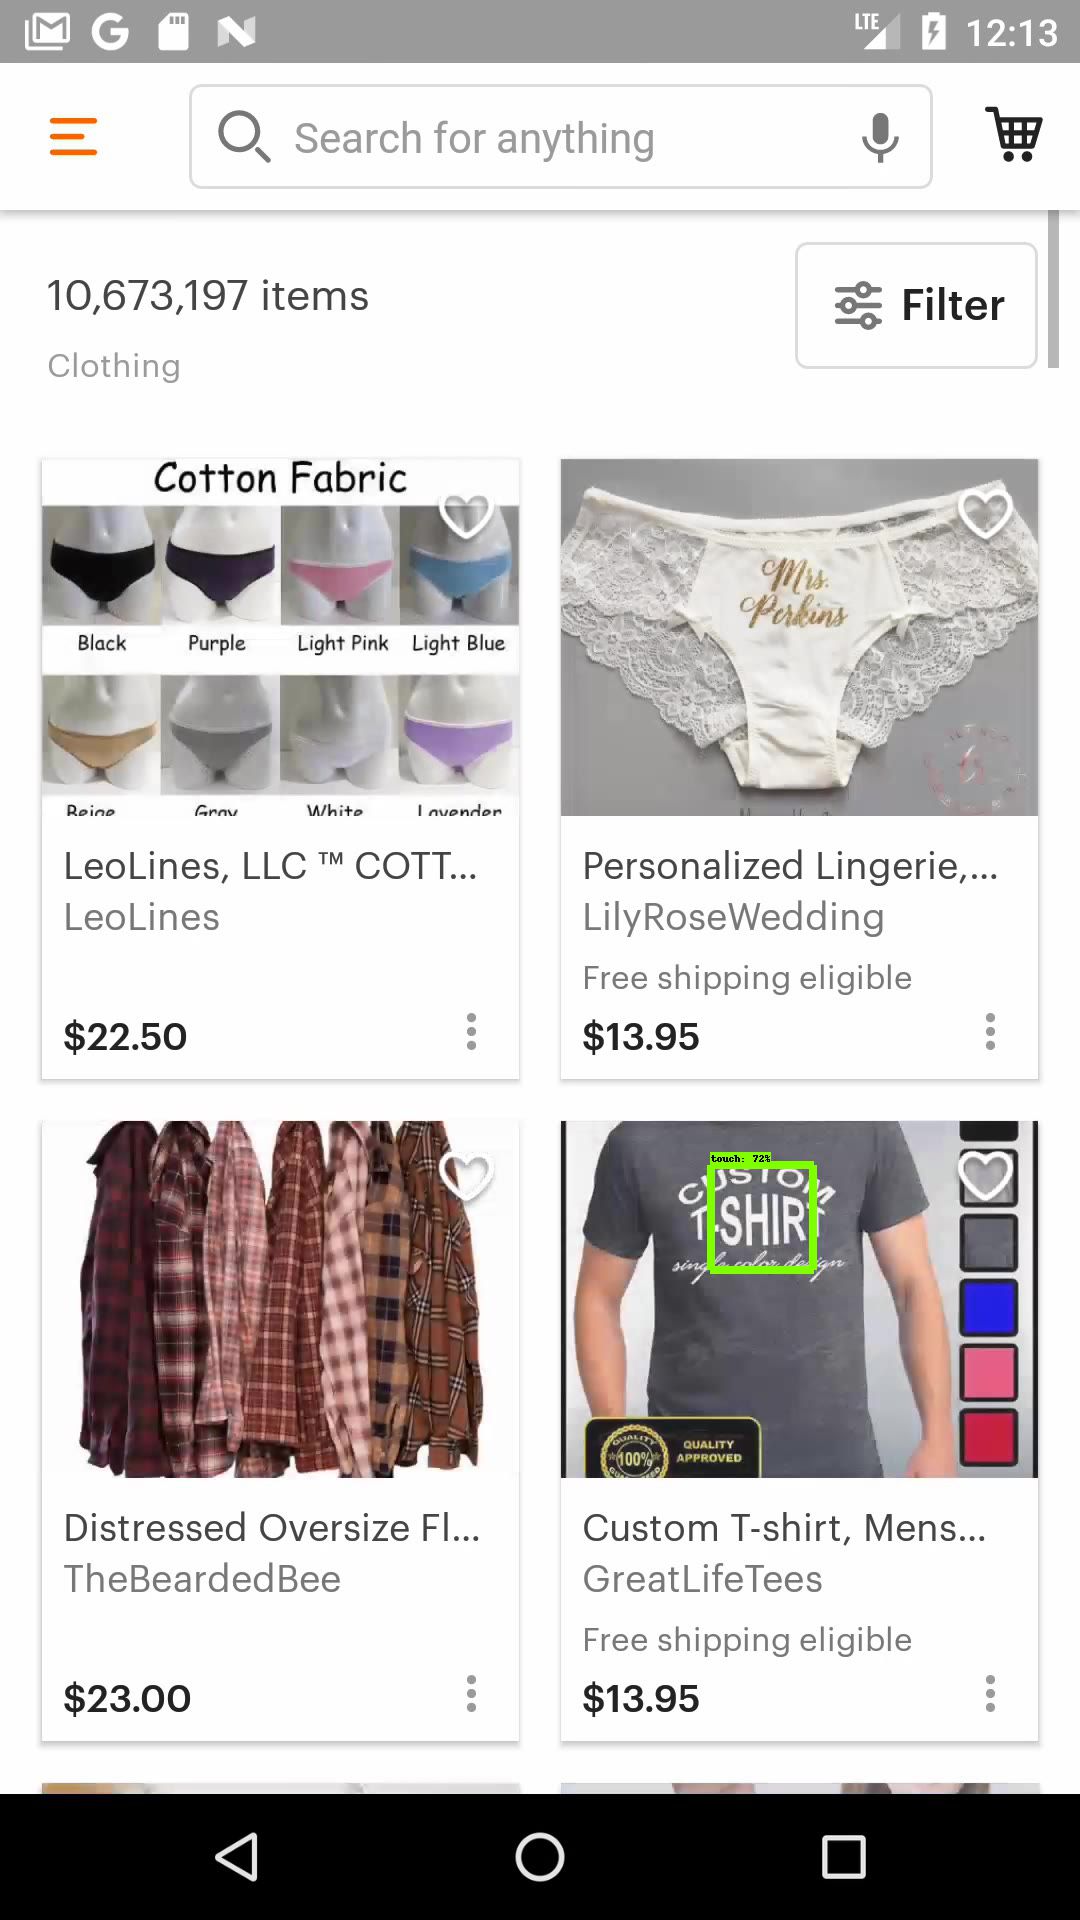 LTE 12:13
Search for anything
10,673,197 items
Filter
Clothing
Cotton Fabric
Black Purple Light Pink Light Blue
Beige Gray White Lavender
Mrs.
Perkins
LeoLines, LLC ™ COTT...
LeoLines
$22.50
Personalized Lingerie,...
LilyRoseWedding
Free shipping eligible
$13.95
touch: 72%
CUSTOM
T-SHIRT
single color design
QUALITY
100%
QUALITY
APPROVED
Distressed Oversize Fl...
TheBeardedBee
$23.00
Custom T-shirt, Mens...
GreatLifeTees
Free shipping eligible
$13.95